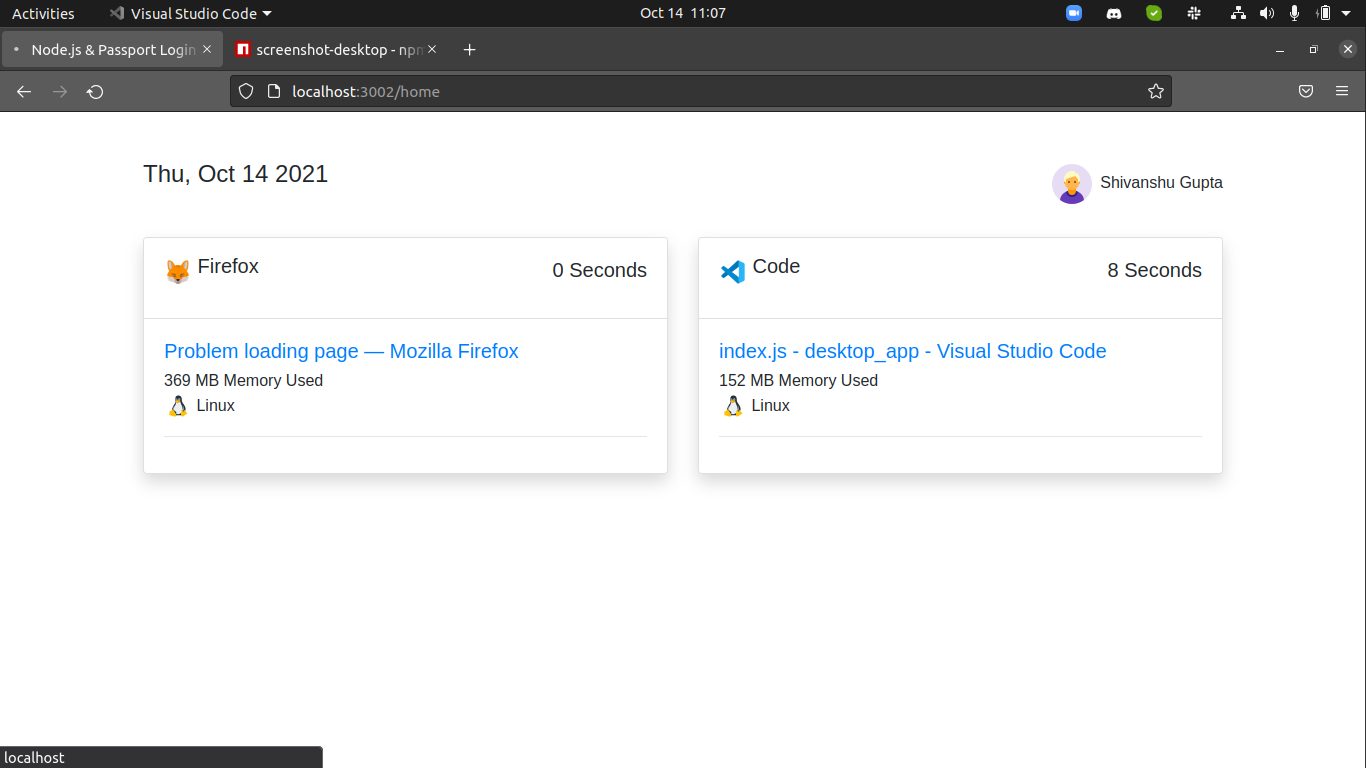 Activities Visual Studio Code Oct 14 11:07
Node.js & Passport Login screenshot-desktop - npm
localhost:3002/home
Thu, Oct 14 2021
Shivanshu Gupta
Firefox 0 Seconds
Problem loading page — Mozilla Firefox
369 MB Memory Used
Linux
Code 8 Seconds
index.js - desktop_app - Visual Studio Code
152 MB Memory Used
Linux
localhost